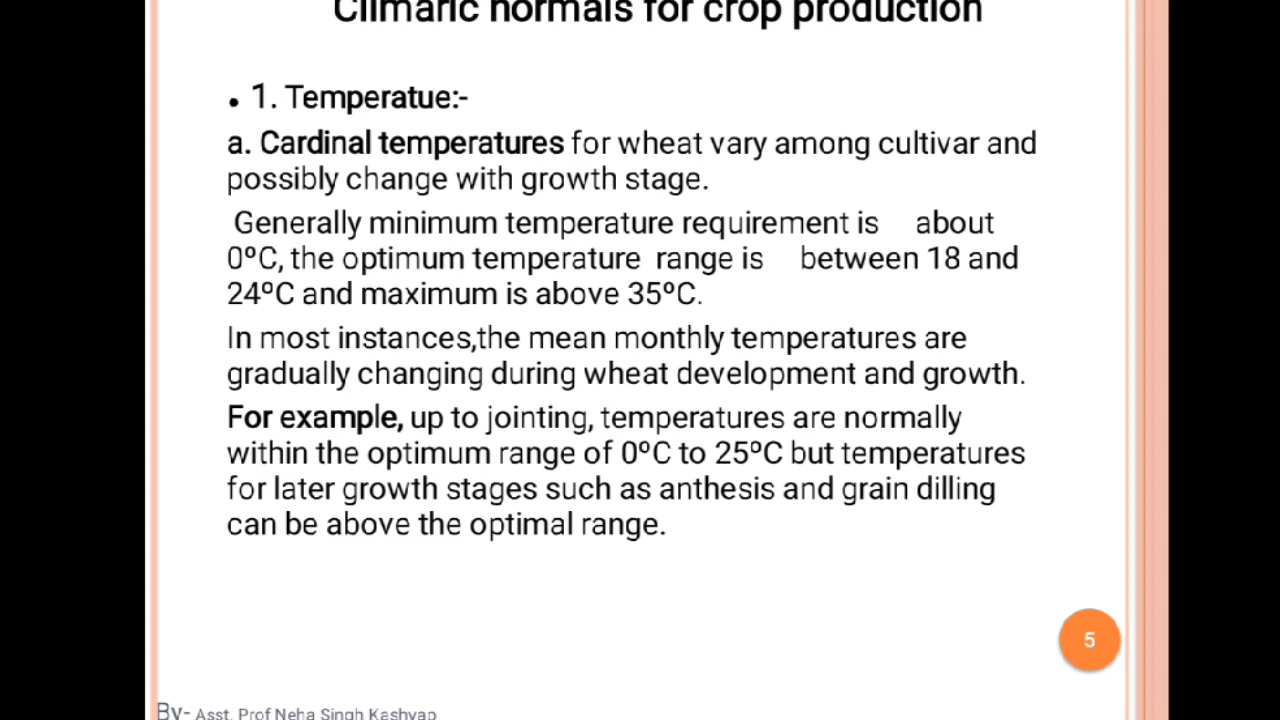 Climaric normals for crop production
• 1. Temperatue:-
a. Cardinal temperatures for wheat vary among cultivar and
possibly change with growth stage.
Generally minimum temperature requirement is about
0ºC, the optimum temperature range is between 18 and
24ºC and maximum is above 35ºC.
In most instances,the mean monthly temperatures are
gradually changing during wheat development and growth.
For example, up to jointing, temperatures are normally
within the optimum range of 0ºC to 25ºC but temperatures
for later growth stages such as anthesis and grain dilling
can be above the optimal range.
5
By- Asst. Prof Neha Singh Kashyap